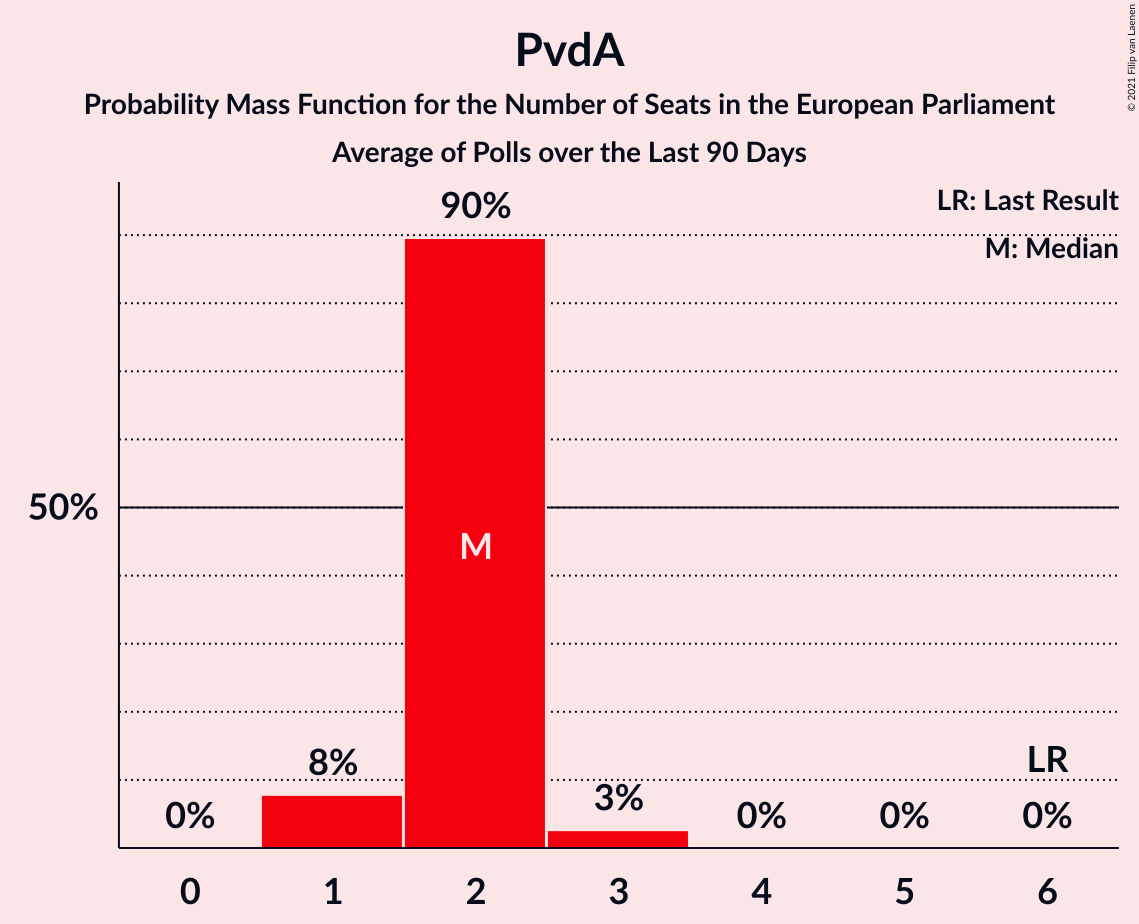 PvdA
Probability Mass Function for the Number of Seats in the European Parliament
Average of Polls over the Last 90 Days
© 2021 Filip van Laenen
LR: Last Result
M: Median
90%
50%
M
8%
LR
0%
3%
0%
0%
0%
0
1
2
3
4
5
6